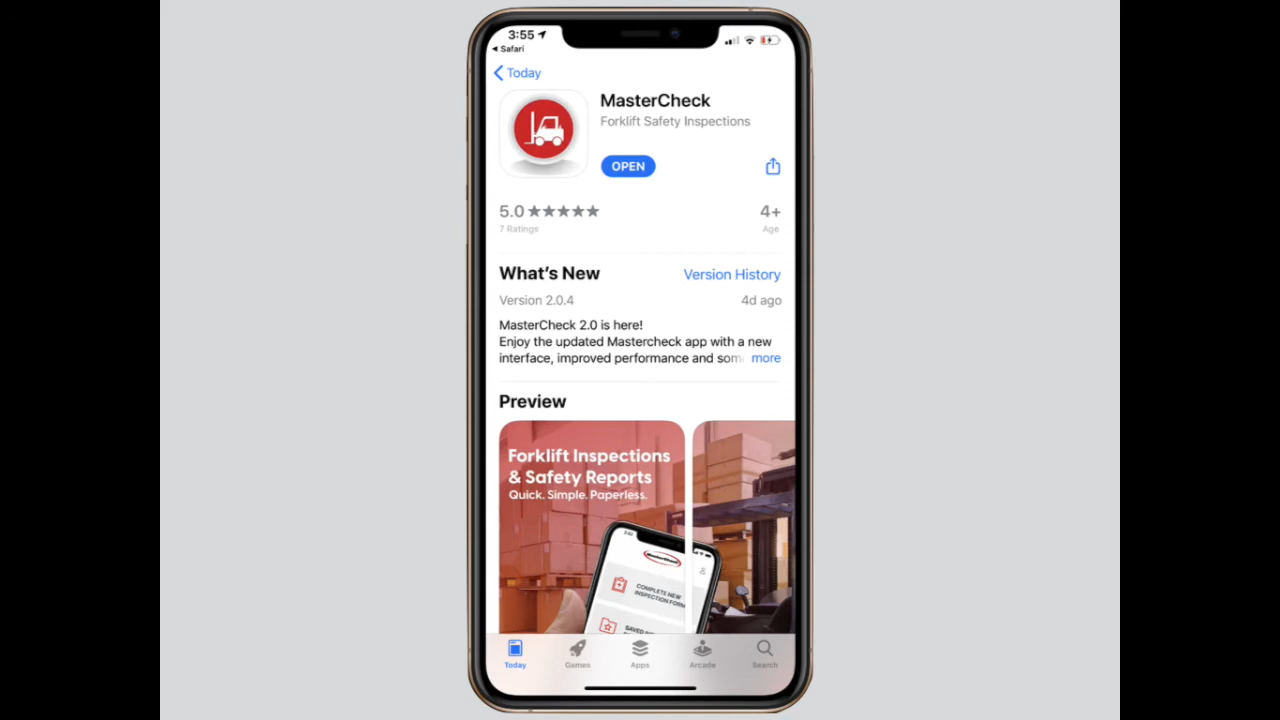 3:55
Safari
Today
MasterCheck
Forklift Safety Inspections
OPEN
5.0 ★★★★★
4+
7 Ratings
Age
What's New
Version History
Version 2.0.4
4d ago
MasterCheck 2.0 is here!
Enjoy the updated Mastercheck app with a new
interface, improved performance and som more
Preview
Forklift Inspections
& Safety Reports
Quick. Simple. Paperless.
MasterCheck
COMPLETE NEW
INSPECTION FORM
SAVED
Today
Games
Apps
Arcade
Search